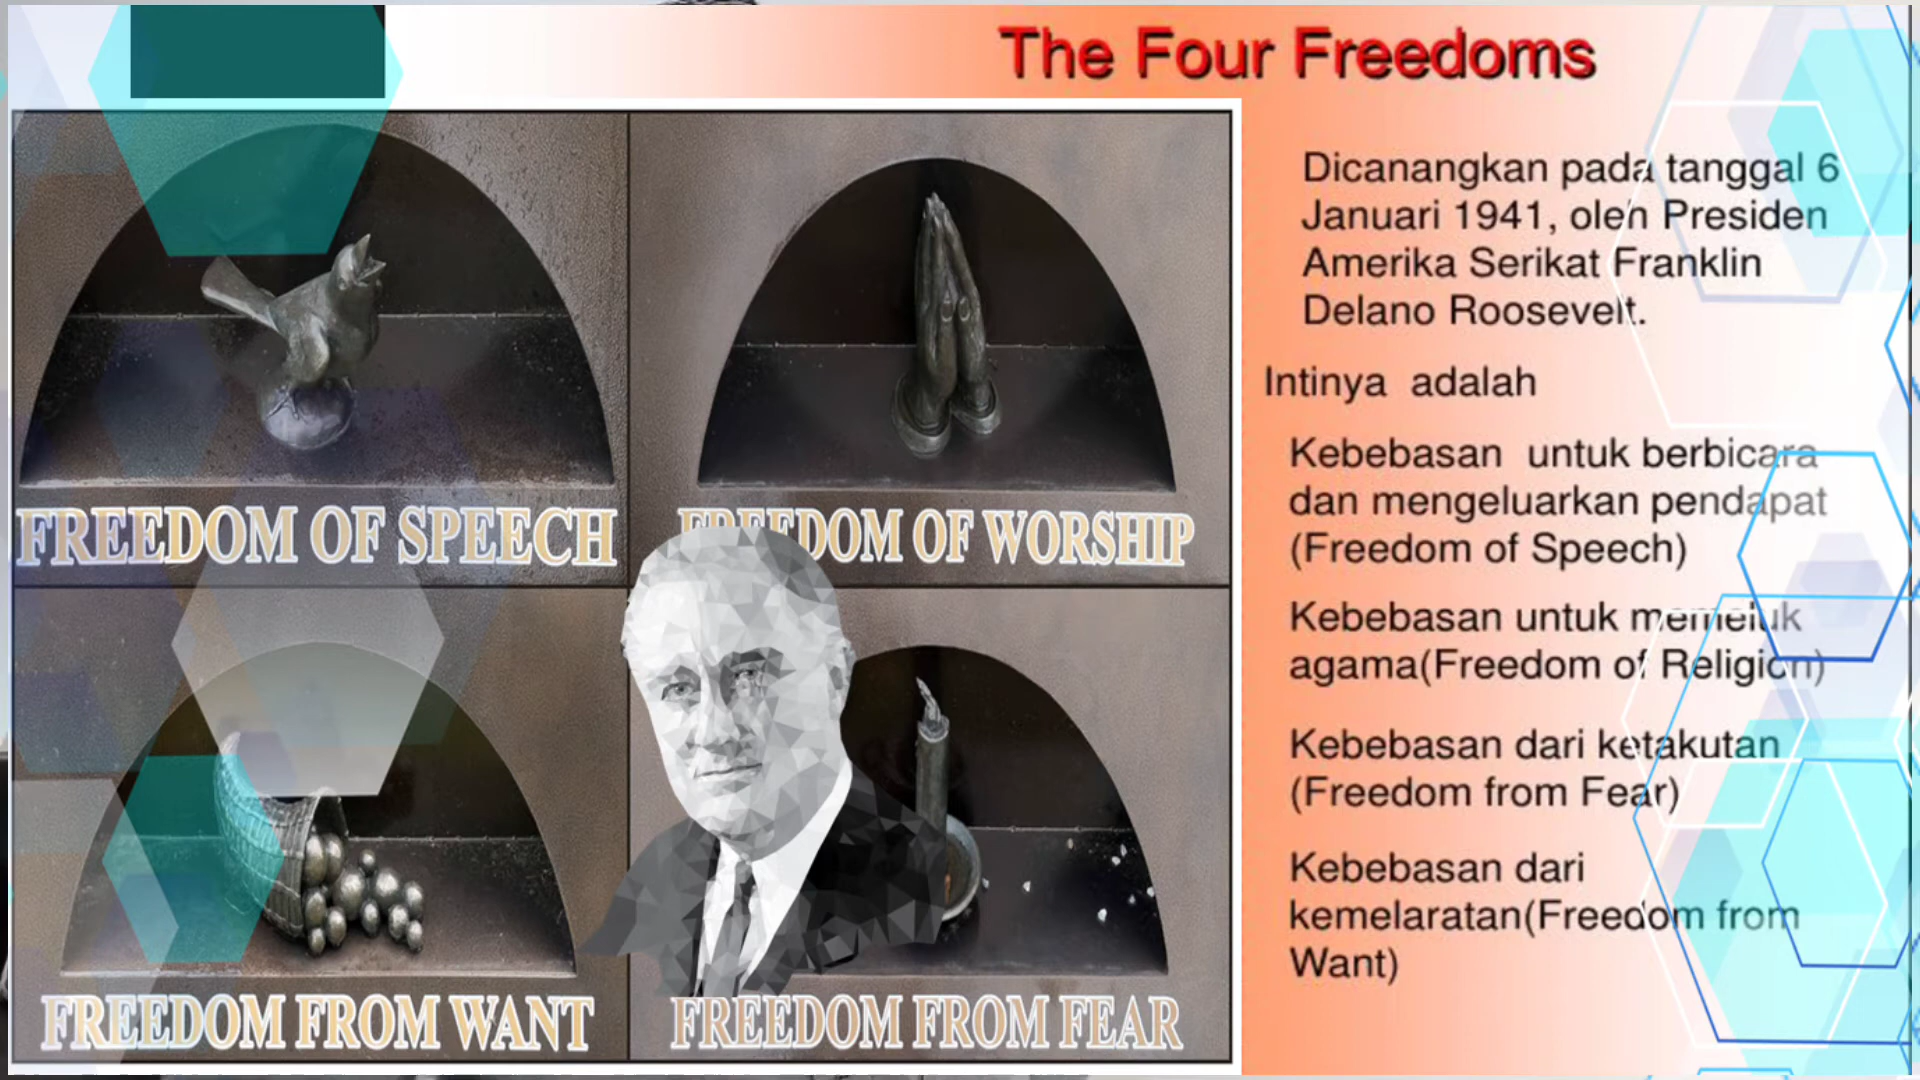 The Four Freedoms
FREEDOM OF SPEECH
FREEDOM OF WORSHIP
FREEDOM FROM WANT
FREEDOM FROM FEAR
Dicanangkan pada tanggal 6
Januari 1941, oleh Presiden
Amerika Serikat Franklin
Delano Roosevelt.
Intinya adalah
Kebebasan untuk berbicara
dan mengeluarkan pendapat
(Freedom of Speech)
Kebebasan untuk memeluk
agama(Freedom of Religion)
Kebebasan dari ketakutan
(Freedom from Fear)
Kebebasan dari
kemelaratan(Freedom from
Want)